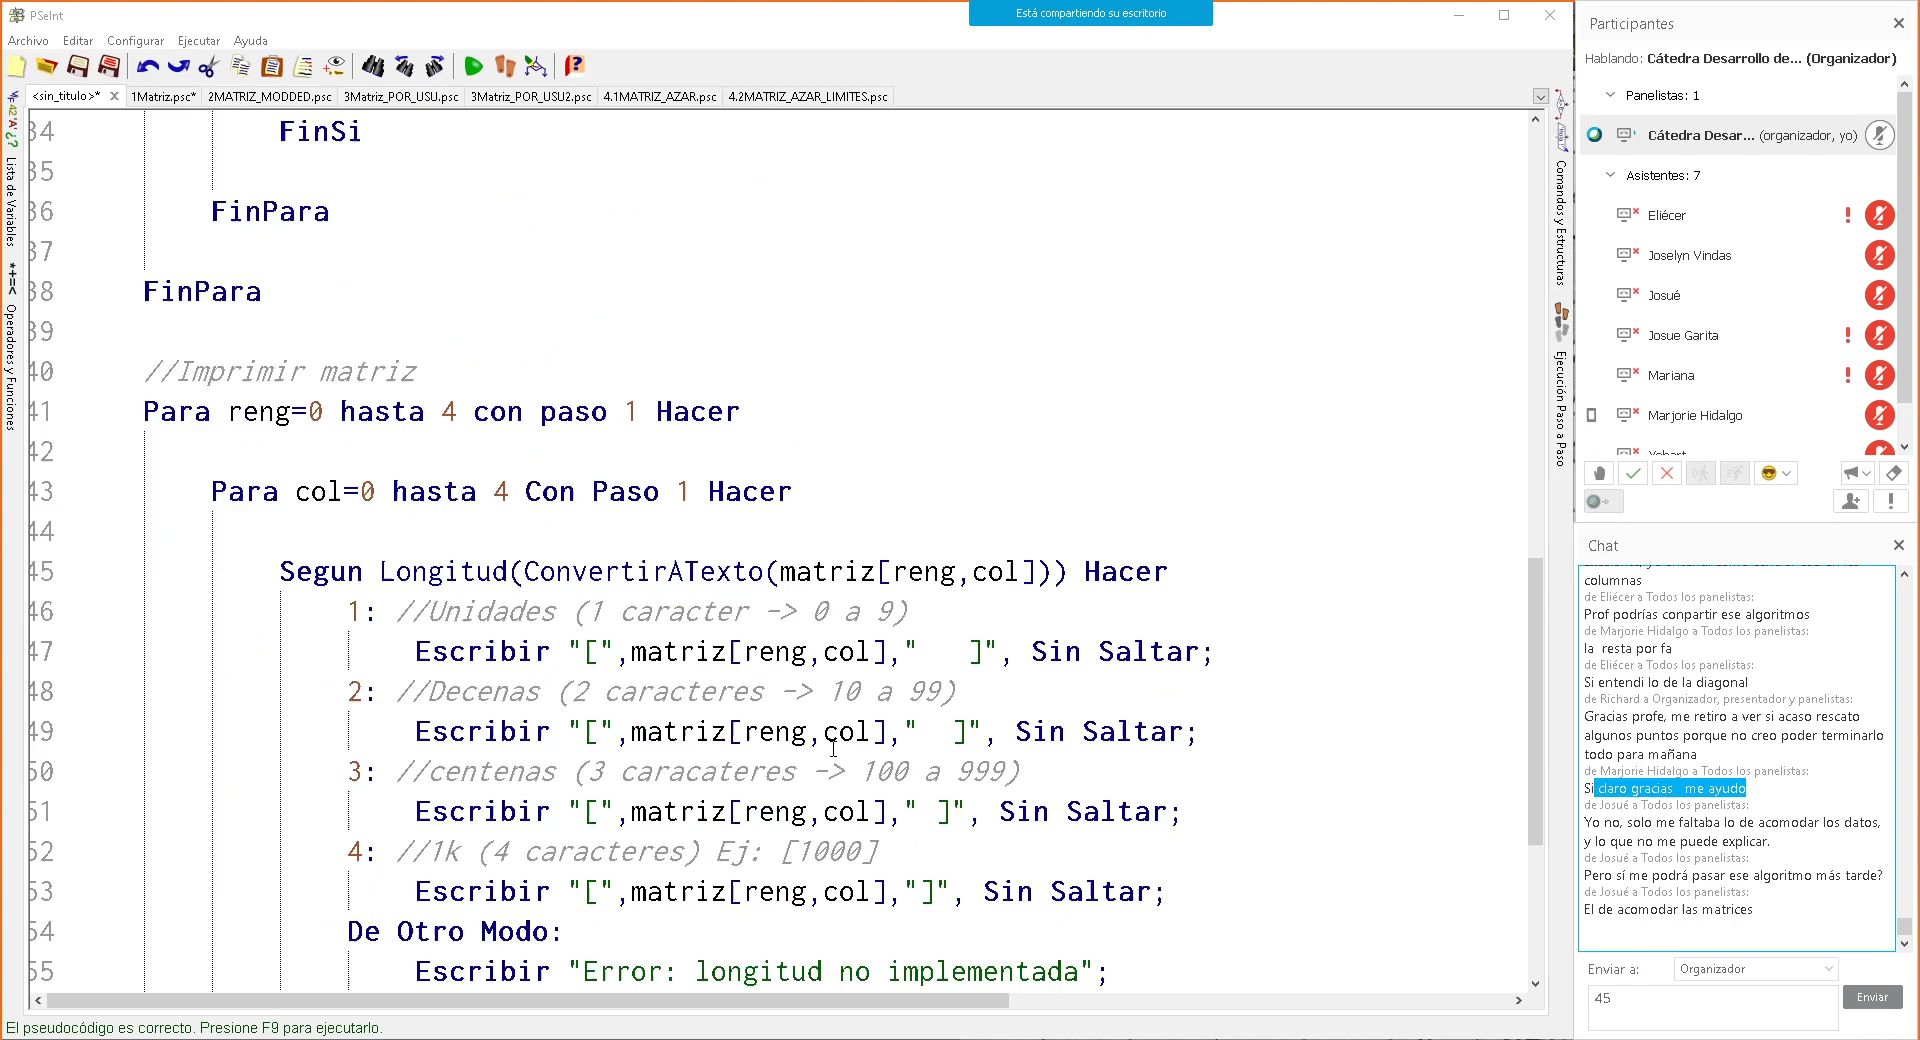 PSeInt
Está compartiendo su escritorio
Archivo Editar Configurar Ejecutar Ayuda
<sin_titulo>* 1Matriz.psc* 2MATRIZ_MODDED.psc 3Matriz_POR_USU.psc 3Matriz_POR_USU2.psc 4.1MATRIZ_AZAR.psc 4.2MATRIZ_AZAR_LIMITES.psc
Lista de Variables
Operadores y Funciones
34 FinSi
35
36 FinPara
37
38 FinPara
39
40 //Imprimir matriz
41 Para reng=0 hasta 4 con paso 1 Hacer
42
43 Para col=0 hasta 4 Con Paso 1 Hacer
44
45 Segun Longitud(ConvertirATexto(matriz[reng,col])) Hacer
46 1: //Unidades (1 caracter -> 0 a 9)
47 Escribir "[",matriz[reng,col],"   ]", Sin Saltar;
48 2: //Decenas (2 caracteres -> 10 a 99)
49 Escribir "[",matriz[reng,col],"  ]", Sin Saltar;
50 3: //centenas (3 caracateres -> 100 a 999)
51 Escribir "[",matriz[reng,col]," ]", Sin Saltar;
52 4: //1k (4 caracteres) Ej: [1000]
53 Escribir "[",matriz[reng,col],"]", Sin Saltar;
54 De Otro Modo:
55 Escribir "Error: longitud no implementada";
El pseudocódigo es correcto. Presione F9 para ejecutarlo.
Comandos y Estructuras
Ejecución Paso a Paso
Participantes
Hablando: Cátedra Desarrollo de... (Organizador)
Panelistas: 1
Cátedra Desar... (organizador, yo)
Asistentes: 7
Eliécer
Joselyn Vindas
Josué
Josue Garita
Mariana
Marjorie Hidalgo
Chat
columnas
de Eliécer a Todos los panelistas:
Prof podrías conpartir ese algoritmos
de Marjorie Hidalgo a Todos los panelistas:
la resta por fa
de Eliécer a Todos los panelistas:
Si entendi lo de la diagonal
de Richard a Organizador, presentador y panelistas:
Gracias profe, me retiro a ver si acaso rescato
algunos puntos porque no creo poder terminarlo
todo para mañana
de Marjorie Hidalgo a Todos los panelistas:
Si claro gracias me ayudo
de Josué a Todos los panelistas:
Yo no, solo me faltaba lo de acomodar los datos,
y lo que no me puede explicar.
de Josué a Todos los panelistas:
Pero sí me podrá pasar ese algoritmo más tarde?
de Josué a Todos los panelistas:
El de acomodar las matrices
Enviar a: Organizador
45
Enviar